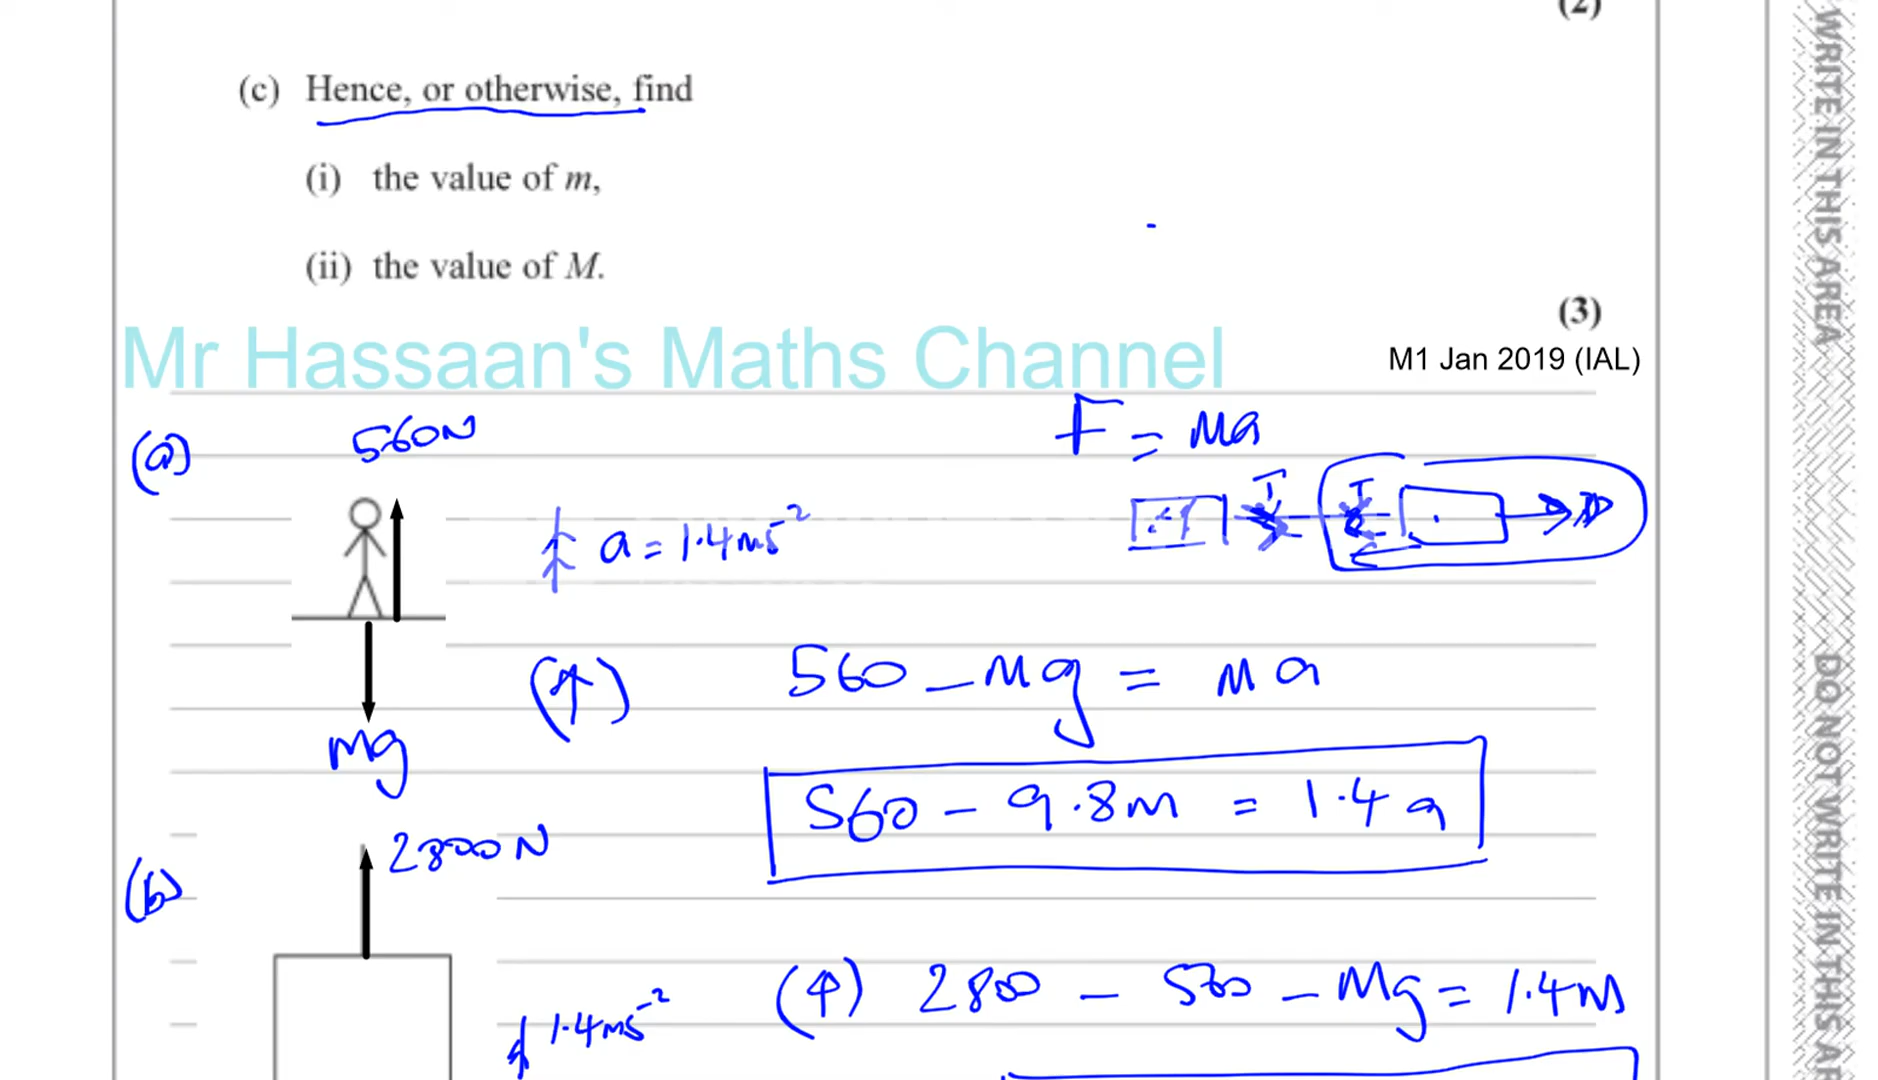 (2)
(c) Hence, or otherwise, find
(i) the value of m,
(ii) the value of M.
(3)
Mr Hassaan's Maths Channel
M1 Jan 2019 (IAL)
(a)
560N
F = Ma
T T
a = 1.4ms⁻²
(↑) 560 - Mg = Ma
mg
560 - 9.8m = 1.4a
(b)
2800 N
(↑) 2800 - 560 - Mg = 1.4M
1.4ms⁻²
WRITE IN THIS AREA
DO NOT WRITE IN THIS AR